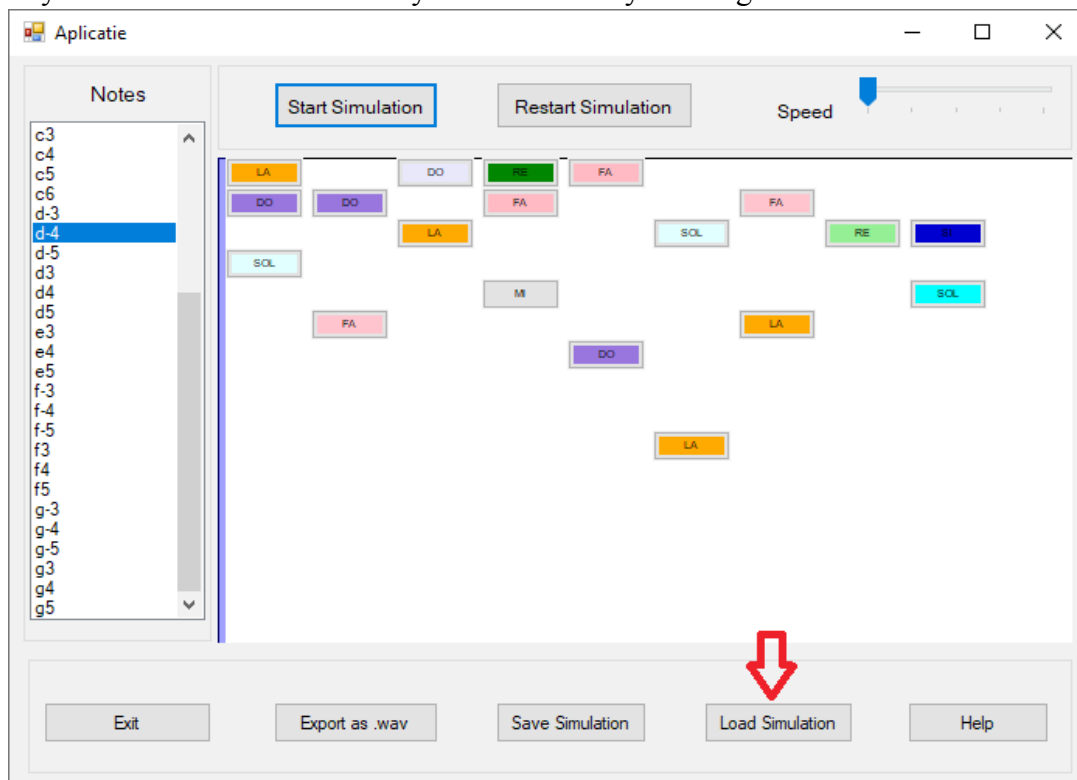 Aplicatie
Notes
Start Simulation
Restart Simulation
Speed
c3
c4
c5
c6
d-3
d-4
d-5
d3
d4
d5
e3
e4
e5
f-3
f-4
f-5
f3
f4
f5
g-3
g-4
g-5
g3
g4
g5
LA DO RE FA
DO DO FA FA
LA SOL RE SI
SOL
MI SOL
FA LA
DO
LA
Exit
Export as .wav
Save Simulation
Load Simulation
Help